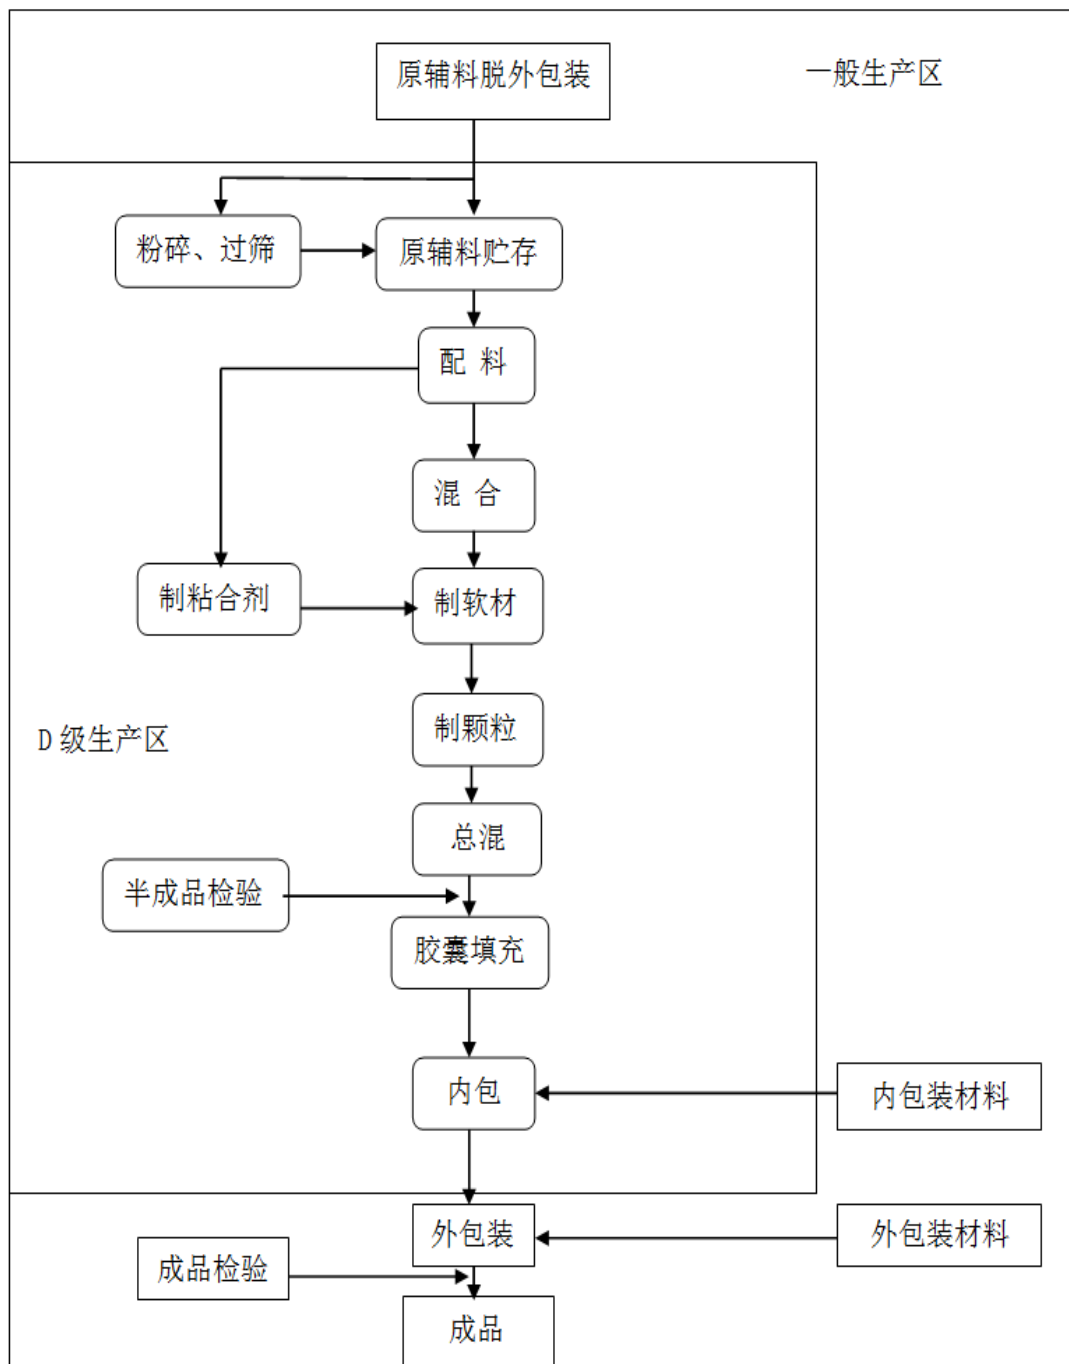 原辅料脱外包装
一般生产区
粉碎、过筛
原辅料贮存
配 料
混 合
制粘合剂
制软材
制颗粒
D 级生产区
总混
半成品检验
胶囊填充
内包
内包装材料
外包装
外包装材料
成品检验
成品